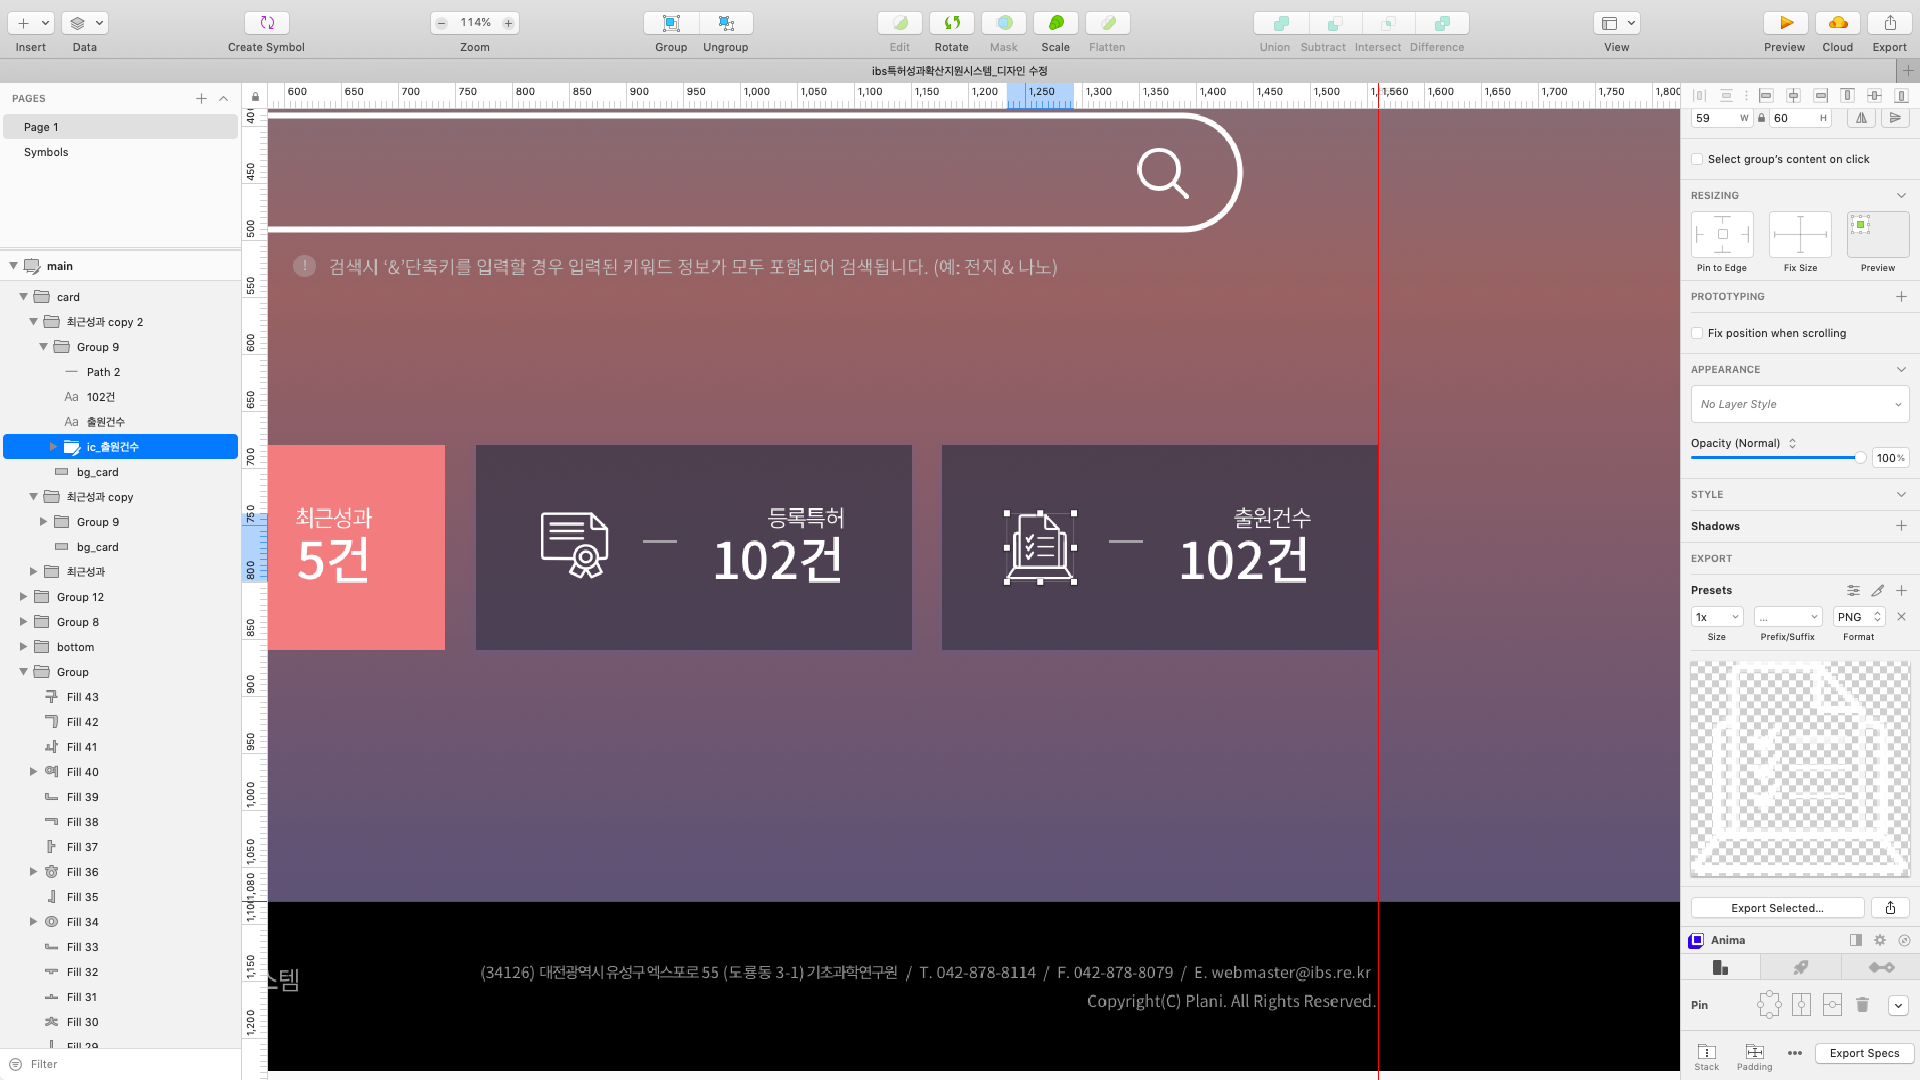 Insert
Data
Create Symbol
114%
Zoom
Group
Ungroup
Edit
Rotate
Mask
Scale
Flatten
Union
Subtract
Intersect
Difference
View
Preview
Cloud
Export
ibs특허성과확산지원시스템_디자인 수정
PAGES
Page 1
Symbols
main
card
최근성과 copy 2
Group 9
Path 2
Aa 102건
Aa 출원건수
ic_출원건수
bg_card
최근성과 copy
Group 9
bg_card
최근성과
Group 12
Group 8
bottom
Group
Fill 43
Fill 42
Fill 41
Fill 40
Fill 39
Fill 38
Fill 37
Fill 36
Fill 35
Fill 34
Fill 33
Fill 32
Fill 31
Fill 30
Fill 29
Filter
600 650 700 750 800 850 900 950 1,000 1,050 1,100 1,150 1,200 1,250 1,300 1,350 1,400 1,450 1,500 1,560 1,600 1,650 1,700 1,750 1,800
400
450
500
550
600
650
700
750
800
850
900
950
1,000
1,050
1,080
1,100
1,150
1,200
! 검색시 ‘&’단축키를 입력할 경우 입력된 키워드 정보가 모두 포함되어 검색됩니다. (예: 전지 & 나노)
최근성과
5건
등록특허
102건
출원건수
102건
스템
(34126) 대전광역시 유성구 엑스포로 55 (도룡동 3-1) 기초과학연구원 / T. 042-878-8114 / F. 042-878-8079 / E. webmaster@ibs.re.kr
Copyright(C) Plani. All Rights Reserved.
59 W 60 H
Select group's content on click
RESIZING
Pin to Edge
Fix Size
Preview
PROTOTYPING
Fix position when scrolling
APPEARANCE
No Layer Style
Opacity (Normal)
100%
STYLE
Shadows
EXPORT
Presets
1x ... PNG
Size Prefix/Suffix Format
Export Selected...
Anima
Pin
Stack
Padding
Export Specs